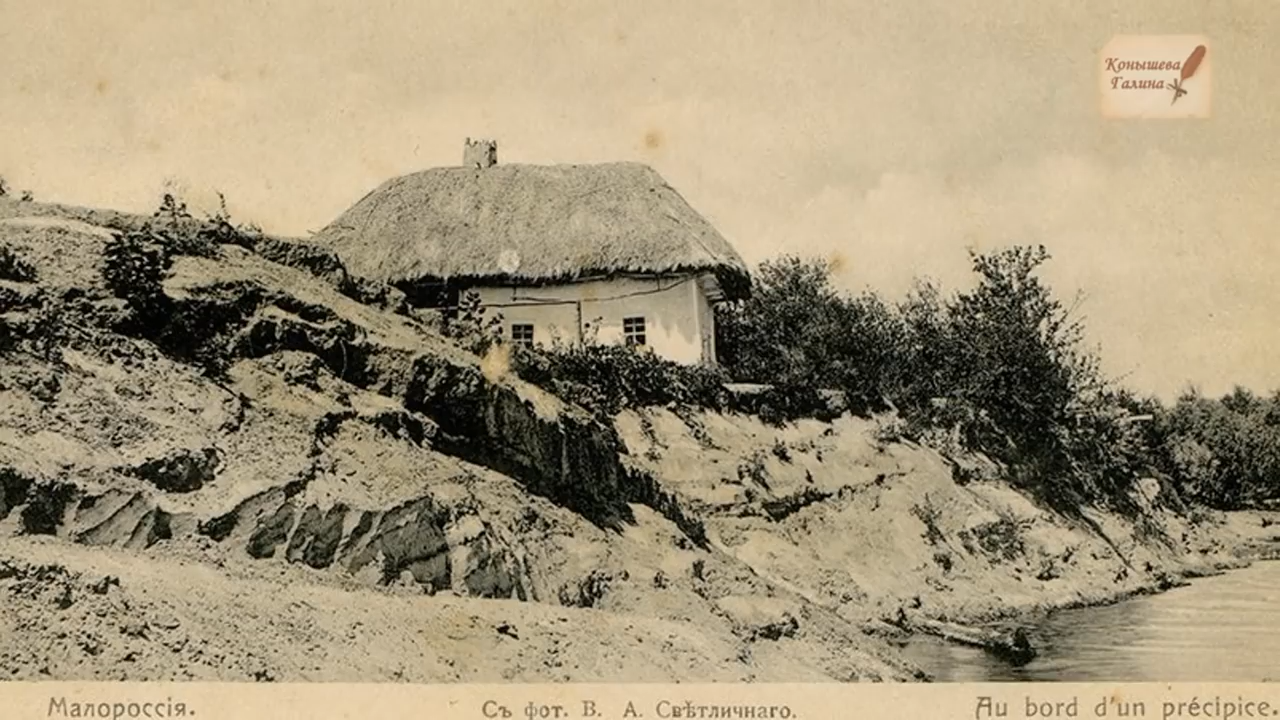 Конышева
Галина
Малороссія. Съ фот. В. А. Свѣтличнаго. Au bord d'un précipice.